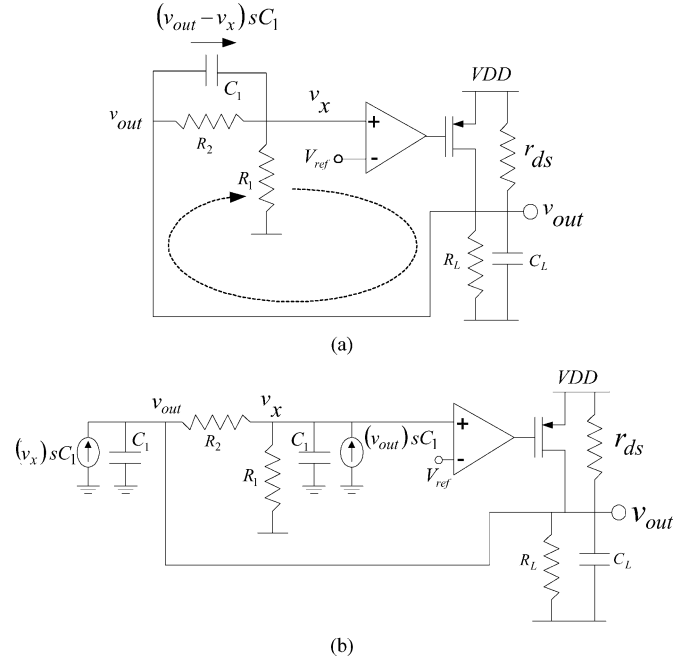 (v_out − v_x) sC_1
C_1
VDD
v_out
v_x
R_2
+
V_ref
-
r_ds
R_1
v_out
R_L
C_L
(a)
v_out
v_x
VDD
(v_x) sC_1
C_1
R_2
C_1
(v_out) sC_1
+
R_1
V_ref
-
r_ds
v_out
R_L
C_L
(b)